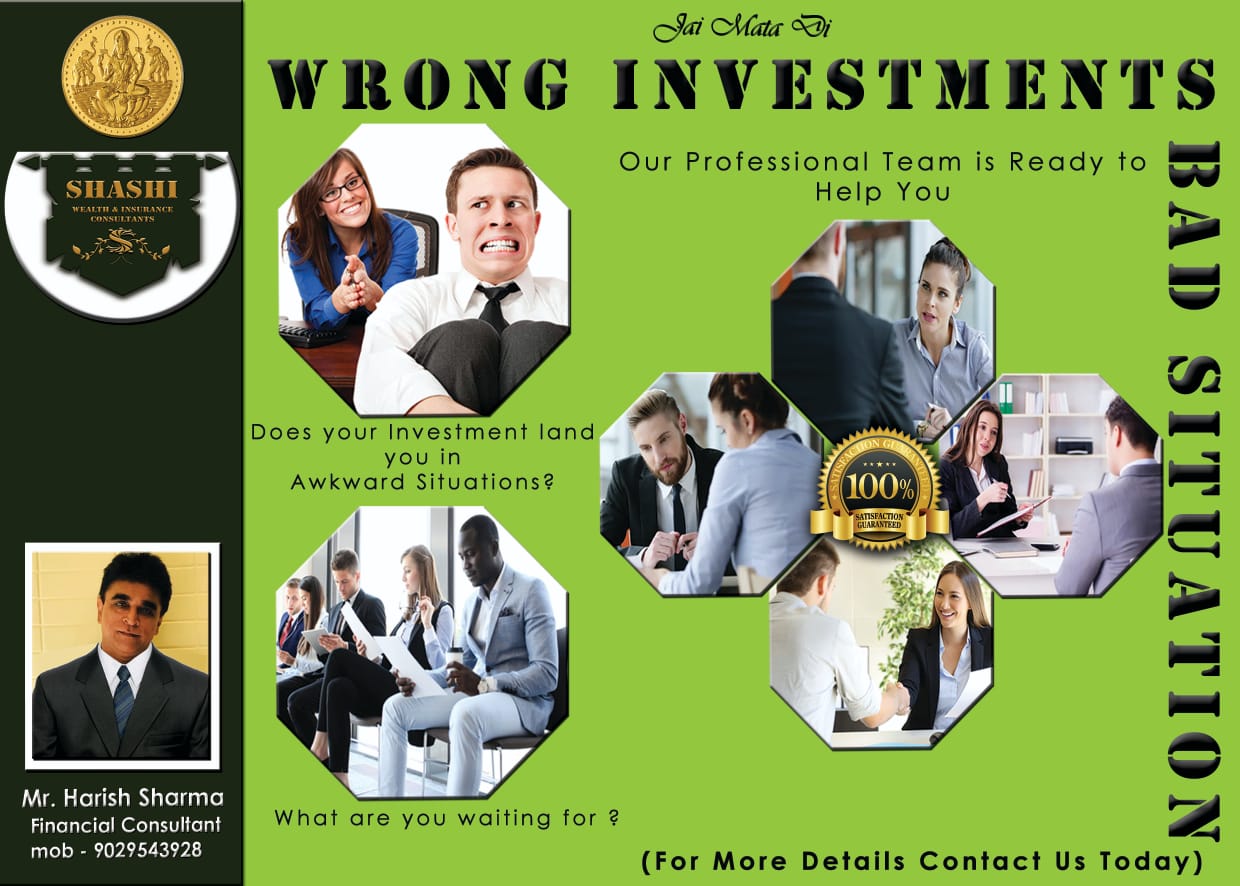 Jai Mata Di
WRONG INVESTMENTS
BAD SITUATION
SHASHI
WEALTH & INSURANCE
CONSULTANTS
Our Professional Team is Ready to
Help You
Does your Investment land
you in
Awkward Situations?
SATISFACTION GUARANTEED
100%
SATISFACTION
GUARANTEED
What are you waiting for ?
Mr. Harish Sharma
Financial Consultant
mob - 9029543928
(For More Details Contact Us Today)